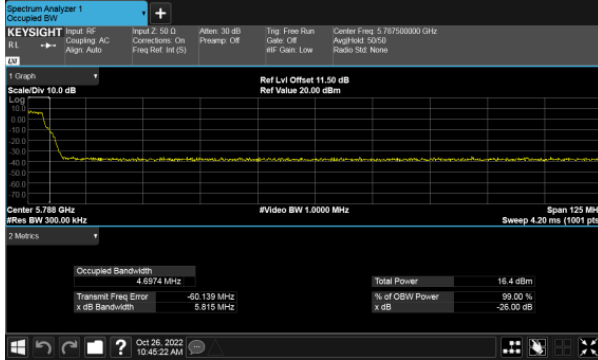 Spectrum Analyzer 1
Occupied BW
+
KEYSIGHT Input: RF Input Z: 50 Ω Atten: 30 dB Trig: Free Run Center Freq: 5.787500000 GHz
R L Coupling: AC Corrections: On Preamp: Off Gate: Off Avg|Hold: 50/50
Align: Auto Freq Ref: Int (S) #IF Gain: Low Radio Std: None
LXI
1 Graph
Ref Lvl Offset 11.50 dB
Scale/Div 10.0 dB Ref Value 20.00 dBm
Log
10.0
0.00
-10.0
-20.0
-30.0
-40.0
-50.0
-60.0
-70.0
Center 5.788 GHz #Video BW 1.0000 MHz Span 125 MH
#Res BW 300.00 kHz Sweep 4.20 ms (1001 pts
2 Metrics
Occupied Bandwidth
4.6974 MHz Total Power 16.4 dBm
Transmit Freq Error -60.139 MHz % of OBW Power 99.00 %
x dB Bandwidth 5.815 MHz x dB -26.00 dB
? Oct 26, 2022
10:45:22 AM